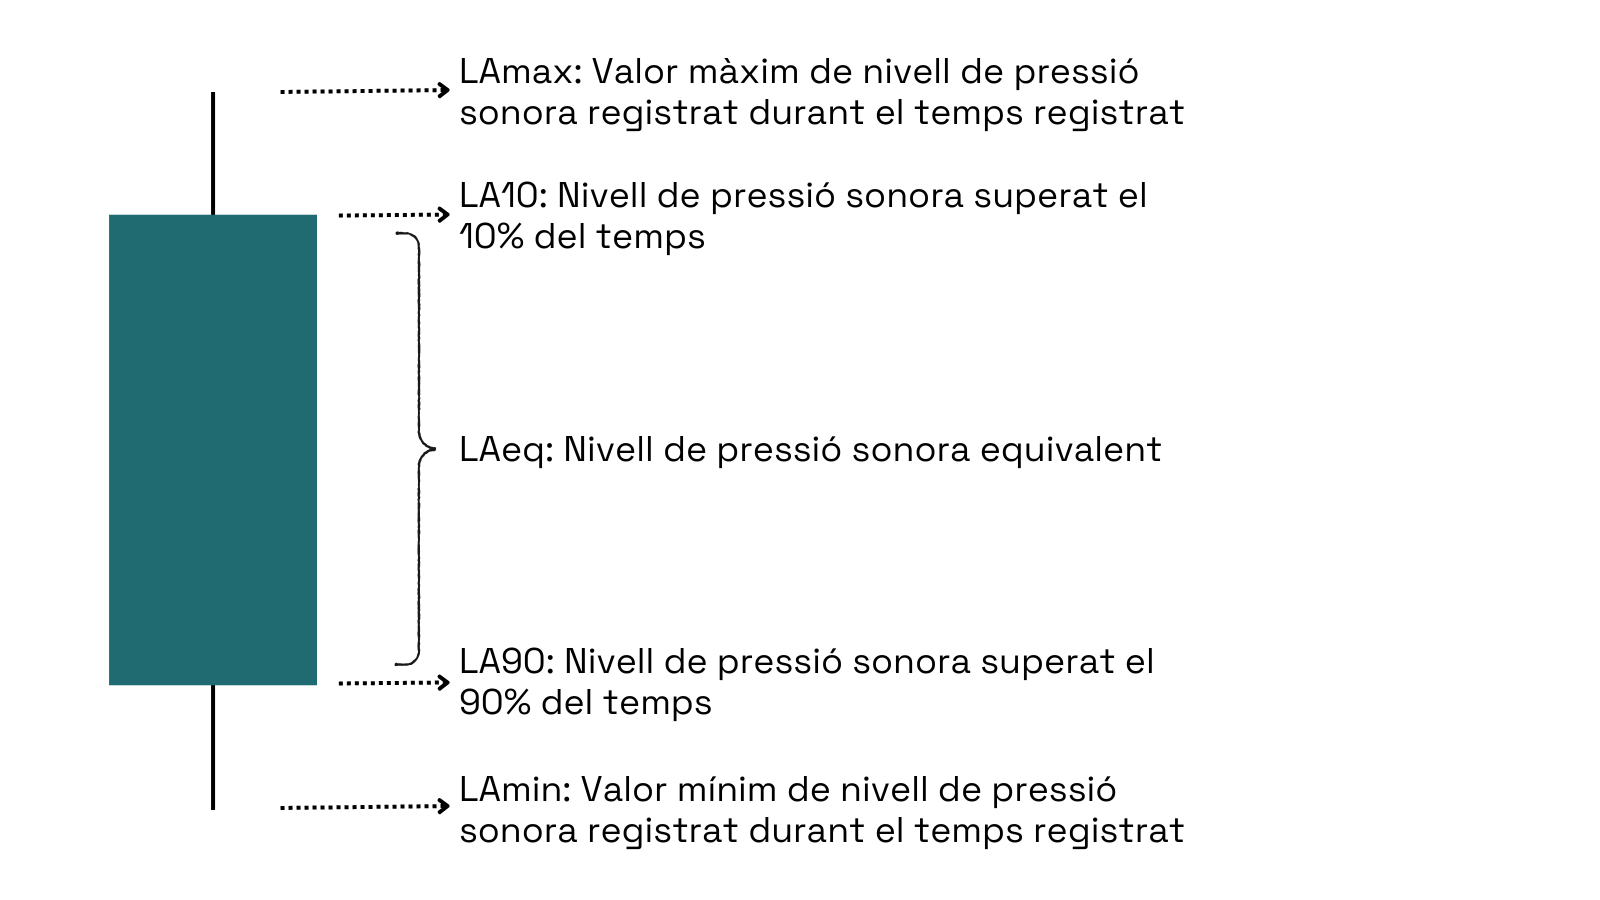 LAmax: Valor màxim de nivell de pressió
sonora registrat durant el temps registrat
LA10: Nivell de pressió sonora superat el
10% del temps
LAeq: Nivell de pressió sonora equivalent
LA90: Nivell de pressió sonora superat el
90% del temps
LAmin: Valor mínim de nivell de pressió
sonora registrat durant el temps registrat